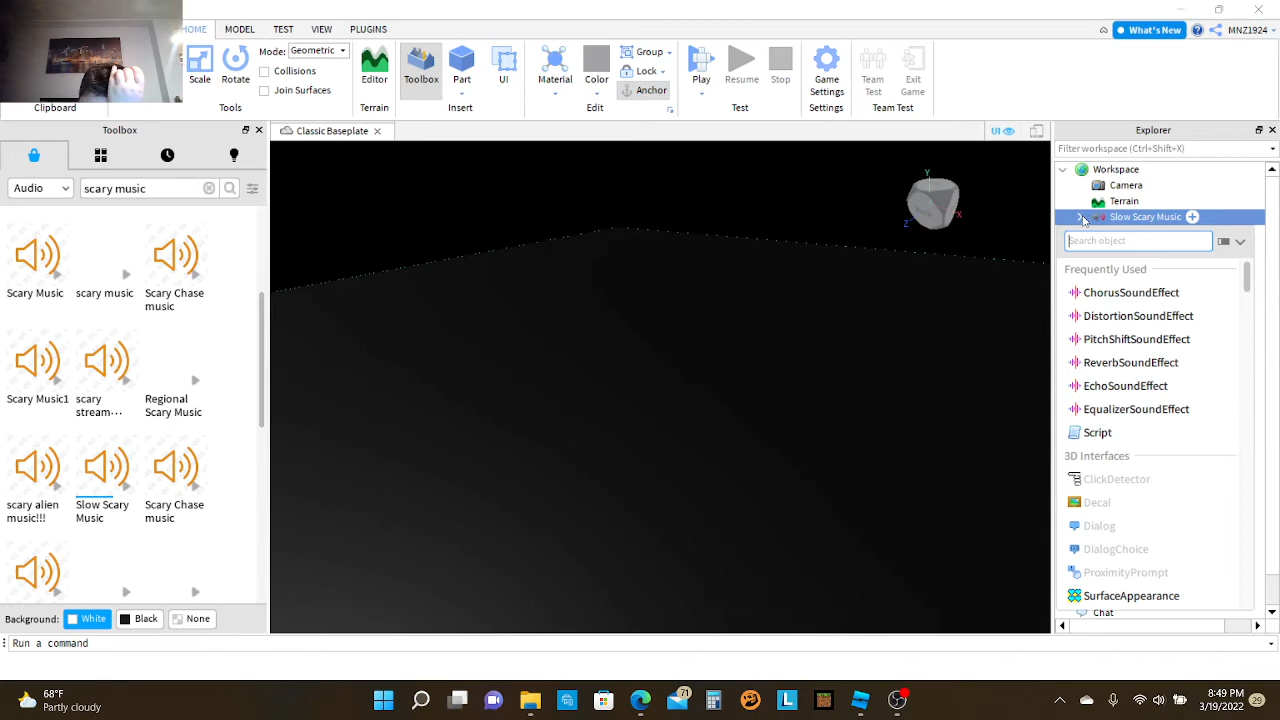 HOME MODEL TEST VIEW PLUGINS
What's New
MNZ1924
Scale
Rotate
Mode: Geometric
Collisions
Join Surfaces
Editor
Toolbox
Part
UI
Material
Color
Group
Lock
Anchor
Play
Resume
Stop
Game Settings
Team Test
Exit Game
Clipboard
Tools
Terrain
Insert
Edit
Test
Settings
Team Test
Toolbox
Classic Baseplate
UI
Explorer
Filter workspace (Ctrl+Shift+X)
Audio
scary music
Scary Music
scary music
Scary Chase
music
Scary Music1
scary
stream⋯
Regional
Scary Music
scary alien
music!!!
Slow Scary
Music
Scary Chase
music
Background: White Black None
Y
Z
X
Workspace
Camera
Terrain
Slow Scary Music
Search object
Frequently Used
ChorusSoundEffect
DistortionSoundEffect
PitchShiftSoundEffect
ReverbSoundEffect
EchoSoundEffect
EqualizerSoundEffect
Script
3D Interfaces
ClickDetector
Decal
Dialog
DialogChoice
ProximityPrompt
SurfaceAppearance
Chat
Run a command
68°F
Partly cloudy
71
L
8:49 PM
3/19/2022
29